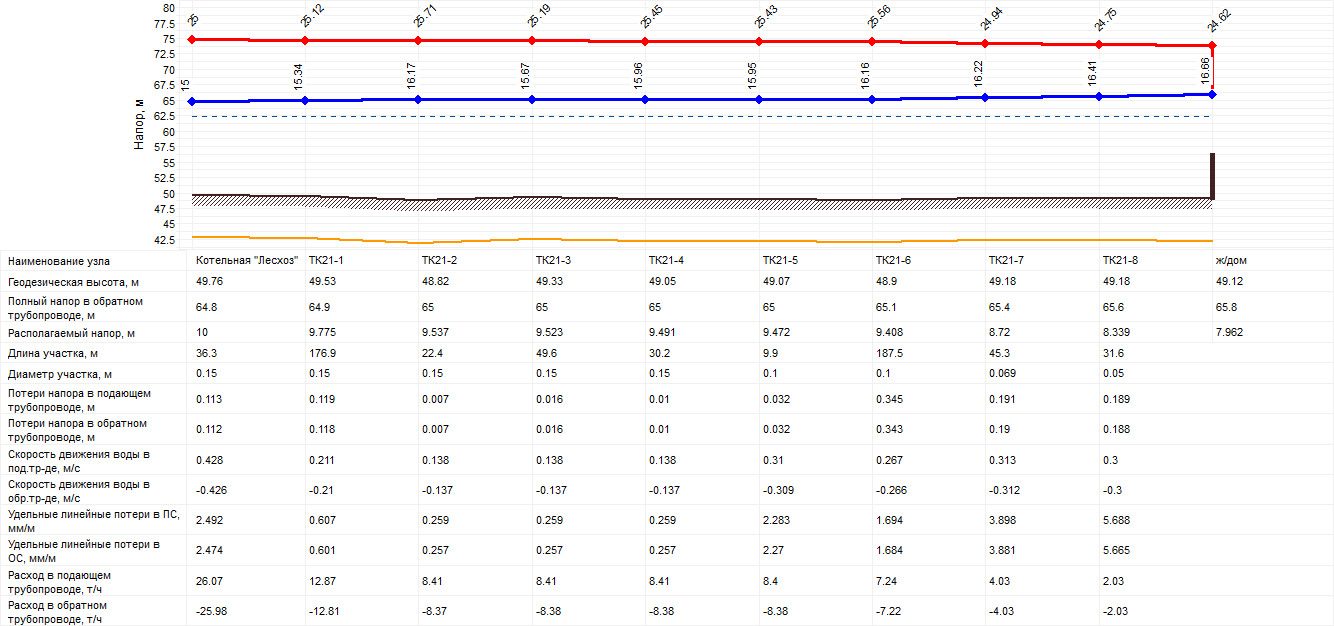 80
77.5
75
72.5
70
67.5
65
62.5
60
57.5
55
52.5
50
47.5
45
42.5
Напор, м
25 25.12 25.71 25.19 25.45 25.43 25.56 24.94 24.75 24.62
15 15.34 16.17 15.67 15.96 15.95 16.16 16.22 16.41 16.66
Наименование узла Котельная "Лесхоз" ТК21-1 ТК21-2 ТК21-3 ТК21-4 ТК21-5 ТК21-6 ТК21-7 ТК21-8 ж/дом
Геодезическая высота, м 49.76 49.53 48.82 49.33 49.05 49.07 48.9 49.18 49.18 49.12
Полный напор в обратном
трубопроводе, м 64.8 64.9 65 65 65 65 65.1 65.4 65.6 65.8
Располагаемый напор, м 10 9.775 9.537 9.523 9.491 9.472 9.408 8.72 8.339 7.962
Длина участка, м 36.3 176.9 22.4 49.6 30.2 9.9 187.5 45.3 31.6
Диаметр участка, м 0.15 0.15 0.15 0.15 0.15 0.1 0.1 0.069 0.05
Потери напора в подающем
трубопроводе, м 0.113 0.119 0.007 0.016 0.01 0.032 0.345 0.191 0.189
Потери напора в обратном
трубопроводе, м 0.112 0.118 0.007 0.016 0.01 0.032 0.343 0.19 0.188
Скорость движения воды в
под.тр-де, м/с 0.428 0.211 0.138 0.138 0.138 0.31 0.267 0.313 0.3
Скорость движения воды в
обр.тр-де, м/с -0.426 -0.21 -0.137 -0.137 -0.137 -0.309 -0.266 -0.312 -0.3
Удельные линейные потери в ПС,
мм/м 2.492 0.607 0.259 0.259 0.259 2.283 1.694 3.898 5.688
Удельные линейные потери в
ОС, мм/м 2.474 0.601 0.257 0.257 0.257 2.27 1.684 3.881 5.665
Расход в подающем
трубопроводе, т/ч 26.07 12.87 8.41 8.41 8.41 8.4 7.24 4.03 2.03
Расход в обратном
трубопроводе, т/ч -25.98 -12.81 -8.37 -8.38 -8.38 -8.38 -7.22 -4.03 -2.03